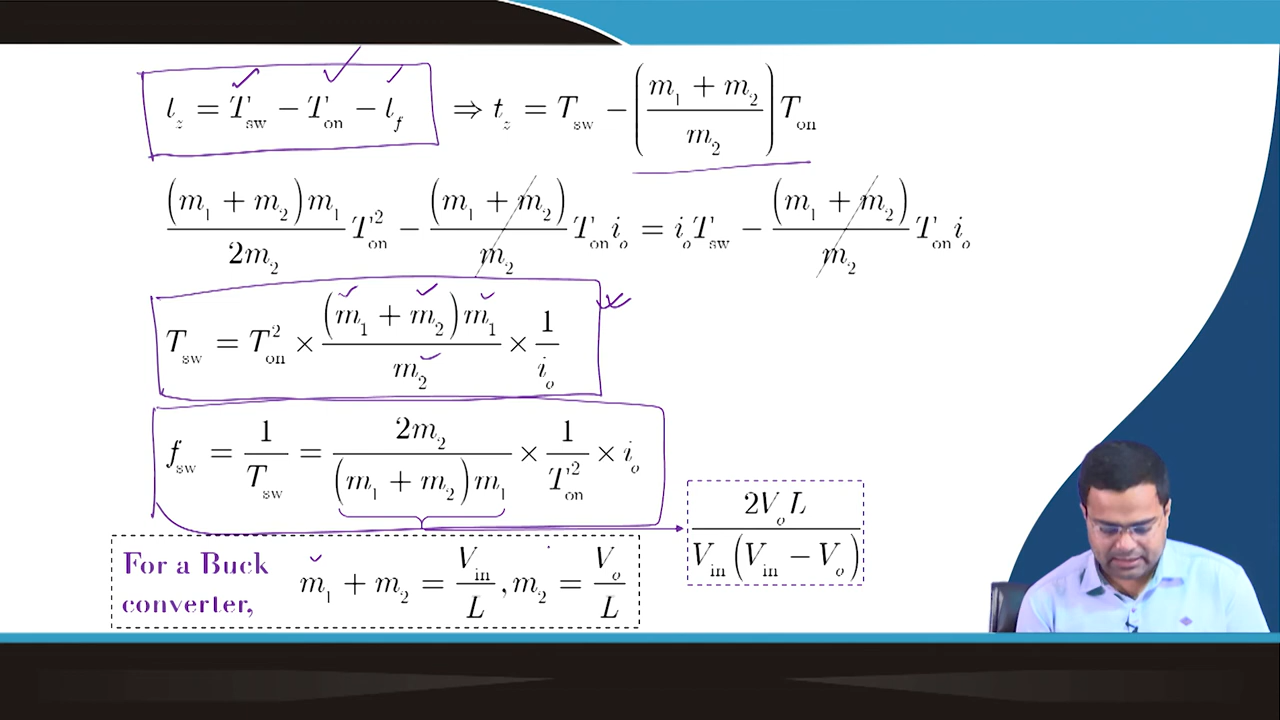 t_z = T_sw − T_on − t_f ⇒ t_z = T_sw − ((m_1 + m_2) / m_2) T_on
((m_1 + m_2) m_1 / 2m_2) T_on^2 − ((m_1 + m_2) / m_2) T_on i_o = i_o T_sw − ((m_1 + m_2) / m_2) T_on i_o
T_sw = T_on^2 × ((m_1 + m_2) m_1 / m_2) × 1 / i_o
f_sw = 1 / T_sw = 2m_2 / ((m_1 + m_2) m_1) × 1 / T_on^2 × i_o
2V_o L / (V_in (V_in − V_o))
For a Buck
converter, m_1 + m_2 = V_in / L, m_2 = V_o / L